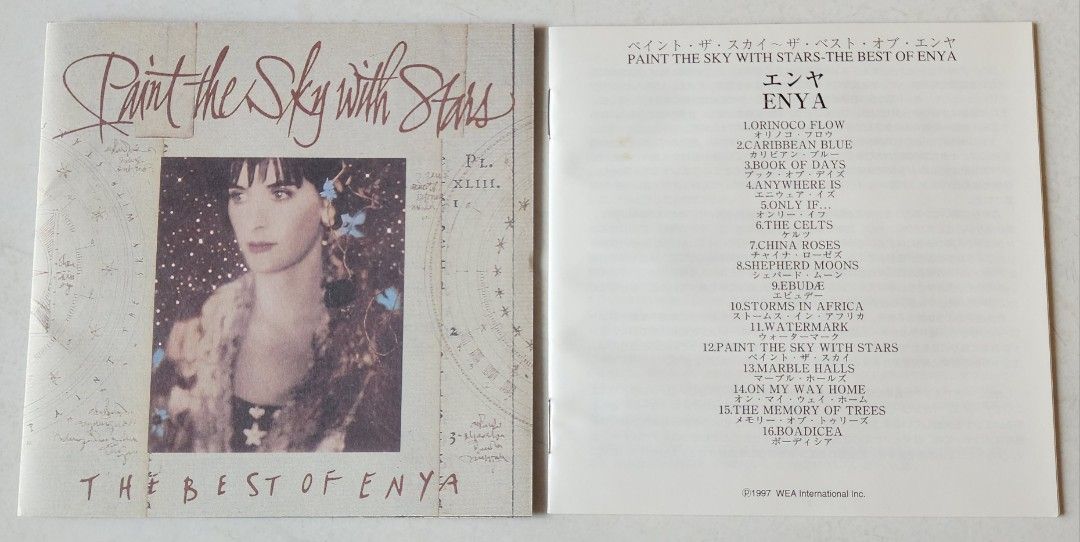 Paint the Sky with Stars
PL.
XLIII.
1
2
3
THE BEST OF ENYA
ペイント・ザ・スカイ～ザ・ベスト・オブ・エンヤ
PAINT THE SKY WITH STARS-THE BEST OF ENYA
エンヤ
ENYA
1.ORINOCO FLOW
オリノコ・フロウ
2.CARIBBEAN BLUE
カリビアン・ブルー
3.BOOK OF DAYS
ブック・オブ・デイズ
4.ANYWHERE IS
エニウェア・イズ
5.ONLY IF...
オンリー・イフ
6.THE CELTS
ケルツ
7.CHINA ROSES
チャイナ・ローゼズ
8.SHEPHERD MOONS
シェパード・ムーン
9.EBUDÆ
エビュデー
10.STORMS IN AFRICA
ストームス・イン・アフリカ
11.WATERMARK
ウォーターマーク
12.PAINT THE SKY WITH STARS
ペイント・ザ・スカイ
13.MARBLE HALLS
マーブル・ホールズ
14.ON MY WAY HOME
オン・マイ・ウェイ・ホーム
15.THE MEMORY OF TREES
メモリー・オブ・トゥリーズ
16.BOADICEA
ボーディシア
℗1997 WEA International Inc.